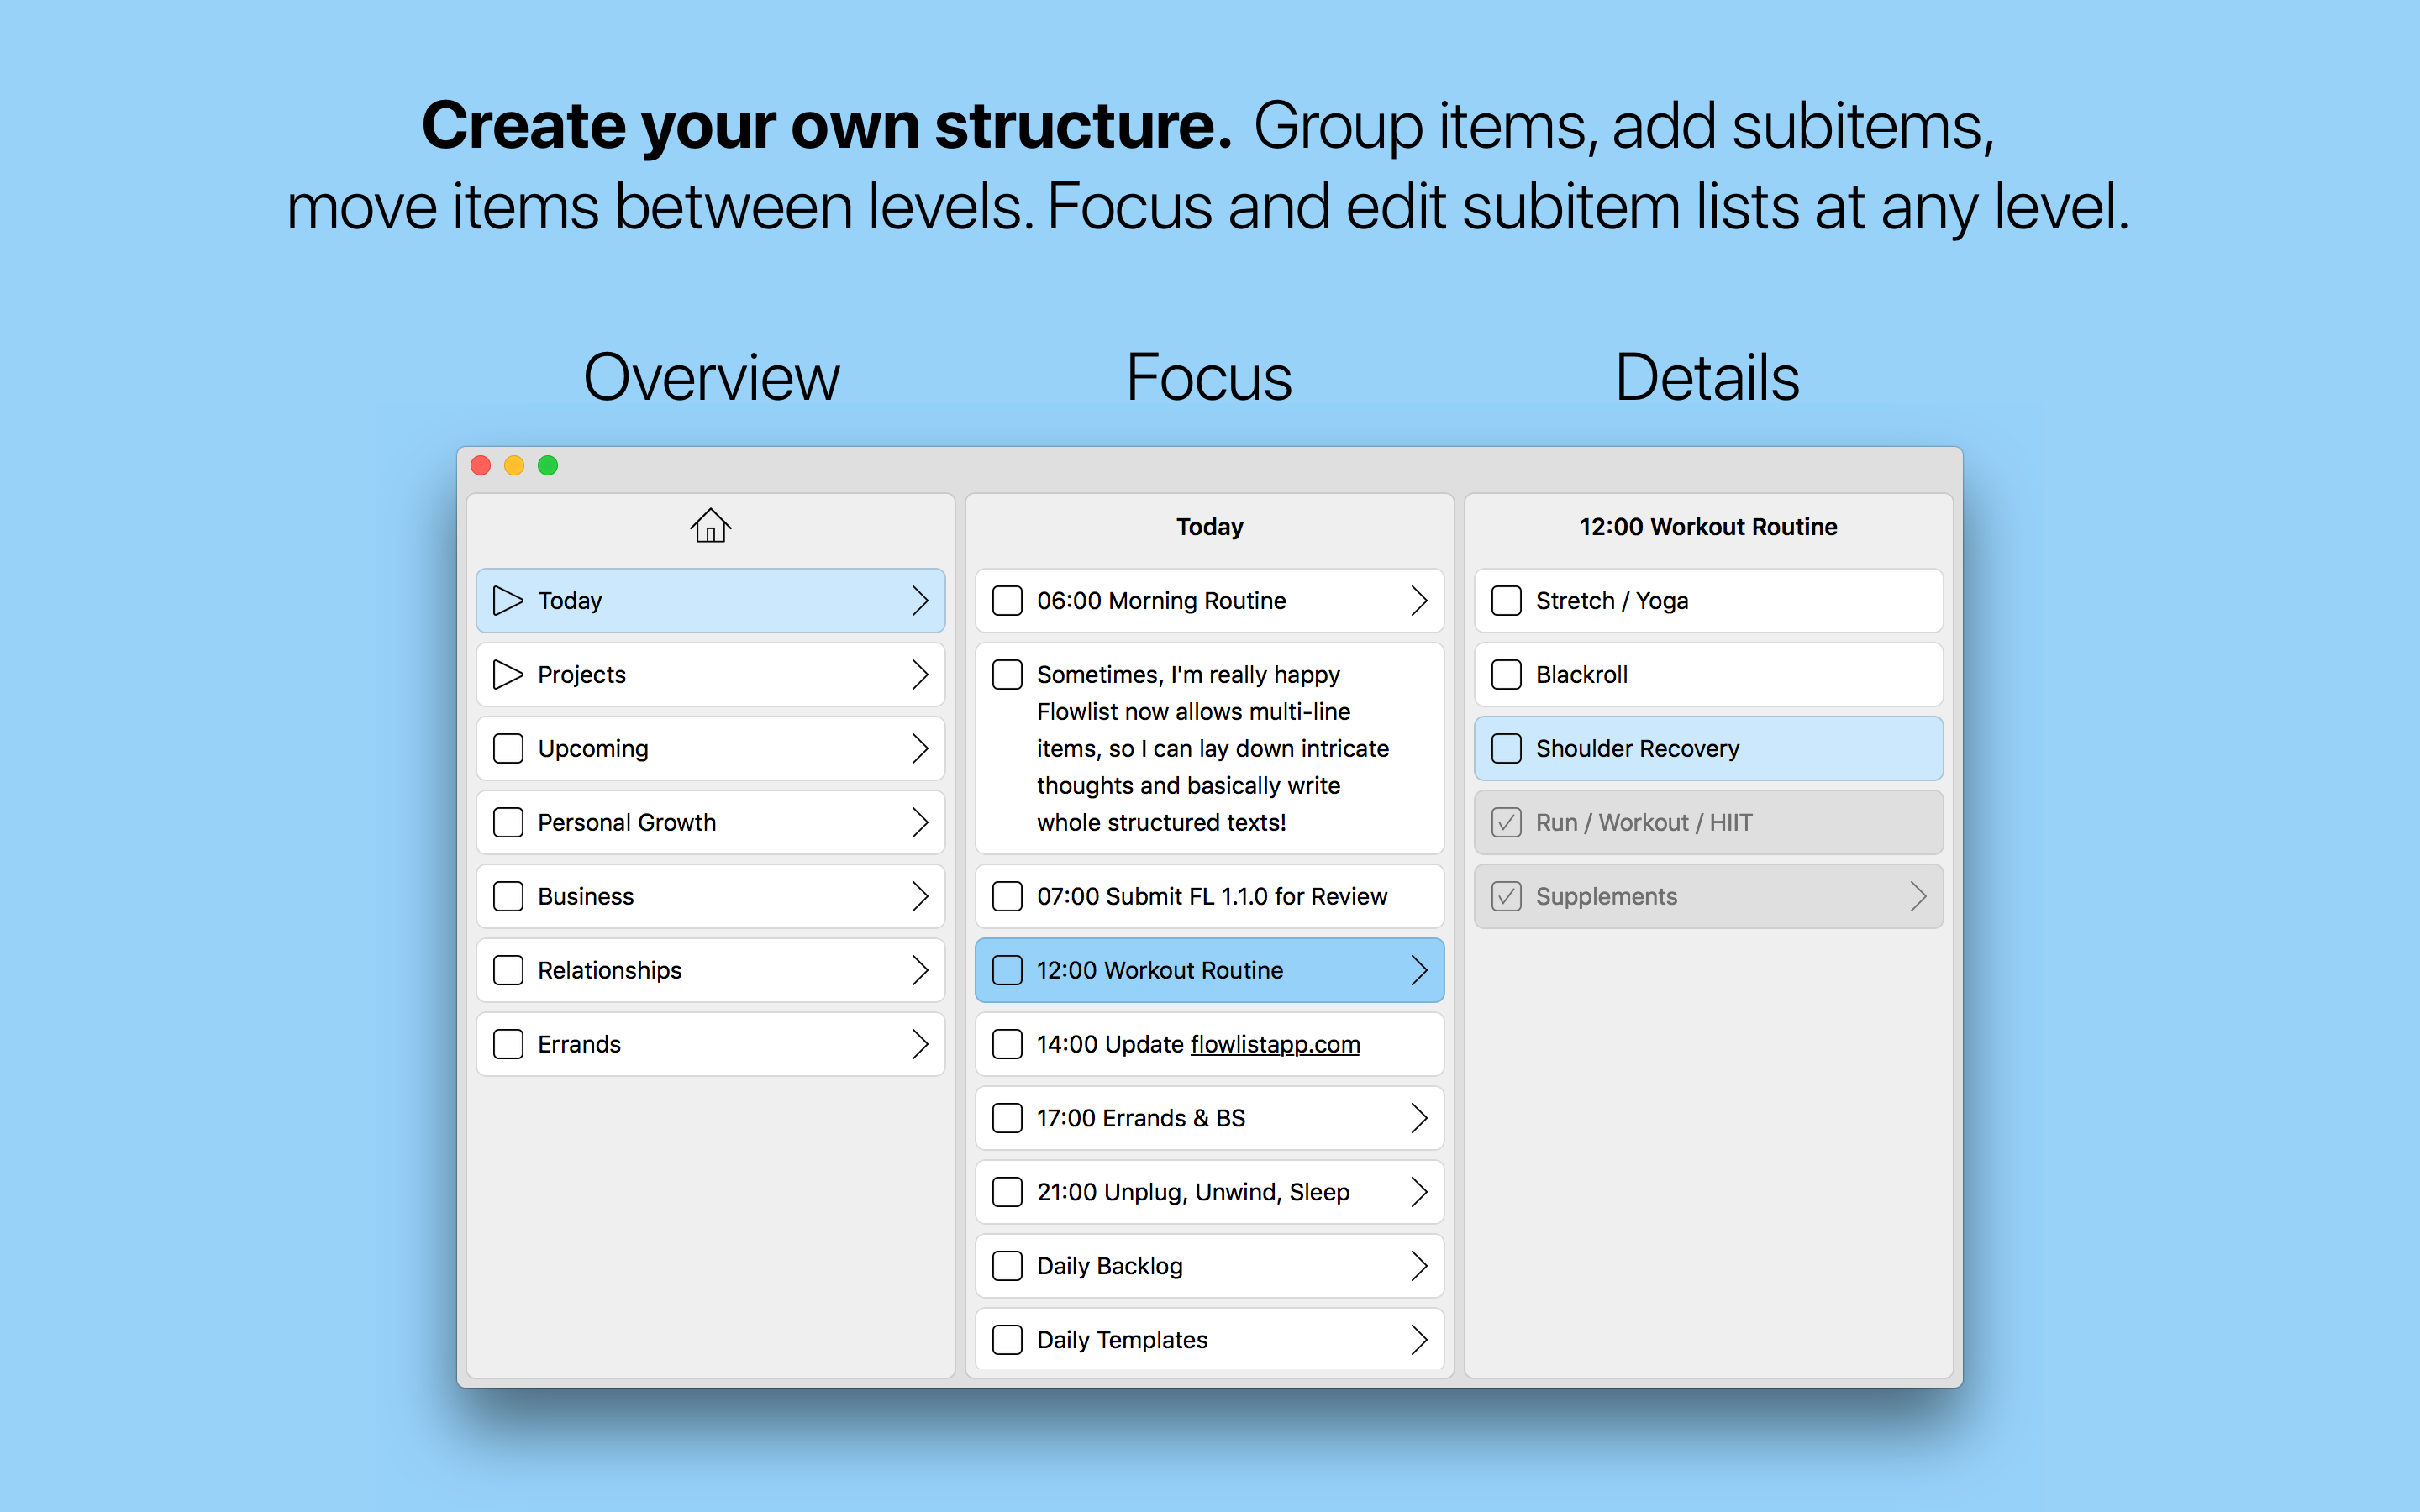 Create your own structure. Group items, add subitems,
move items between levels. Focus and edit subitem lists at any level.
Overview
Focus
Details
Today
Projects
Upcoming
Personal Growth
Business
Relationships
Errands
Today
06:00 Morning Routine
Sometimes, I'm really happy
Flowlist now allows multi-line
items, so I can lay down intricate
thoughts and basically write
whole structured texts!
07:00 Submit FL 1.1.0 for Review
12:00 Workout Routine
14:00 Update flowlistapp.com
17:00 Errands & BS
21:00 Unplug, Unwind, Sleep
Daily Backlog
Daily Templates
12:00 Workout Routine
Stretch / Yoga
Blackroll
Shoulder Recovery
Run / Workout / HIIT
Supplements